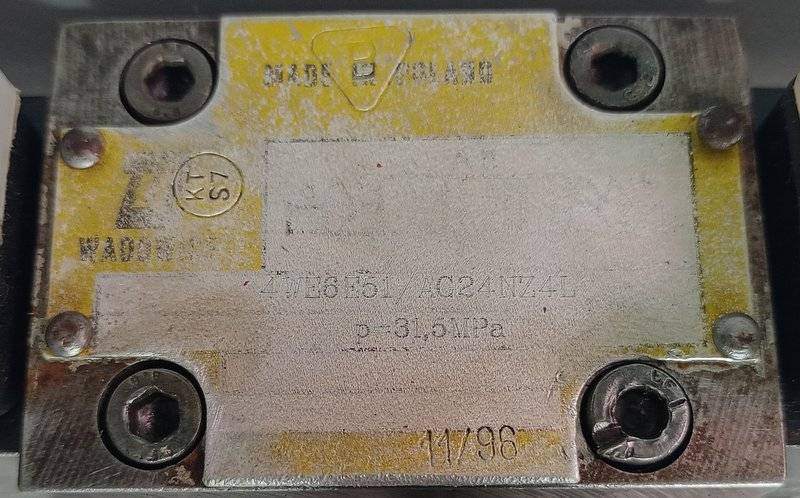 B
MADE IN POLAND
KT
S7
4WE6E51/AG24NZ4L
p=31,5MPa
11/96